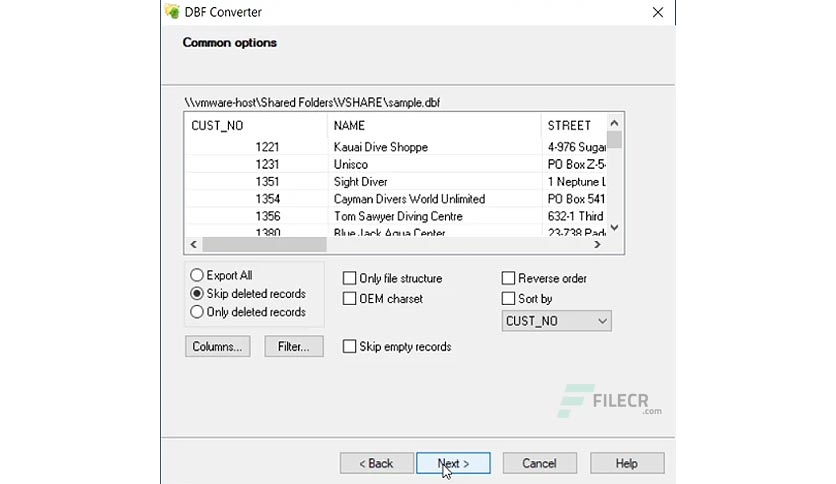 DBF Converter
Common options
\\vmware-host\Shared Folders\VSHARE\sample.dbf
CUST_NO NAME STREET
1221 Kauai Dive Shoppe 4-976 Sugar
1231 Unisco PO Box Z-5
1351 Sight Diver 1 Neptune L
1354 Cayman Divers World Unlimited PO Box 541
1356 Tom Sawyer Diving Centre 632-1 Third
1380 Blue Jack Aqua Center 23-738 Pad
Export All
Skip deleted records
Only deleted records
Only file structure
OEM charset
Reverse order
Sort by
CUST_NO
Columns... Filter... Skip empty records
FILECR
.com
< Back Next > Cancel Help